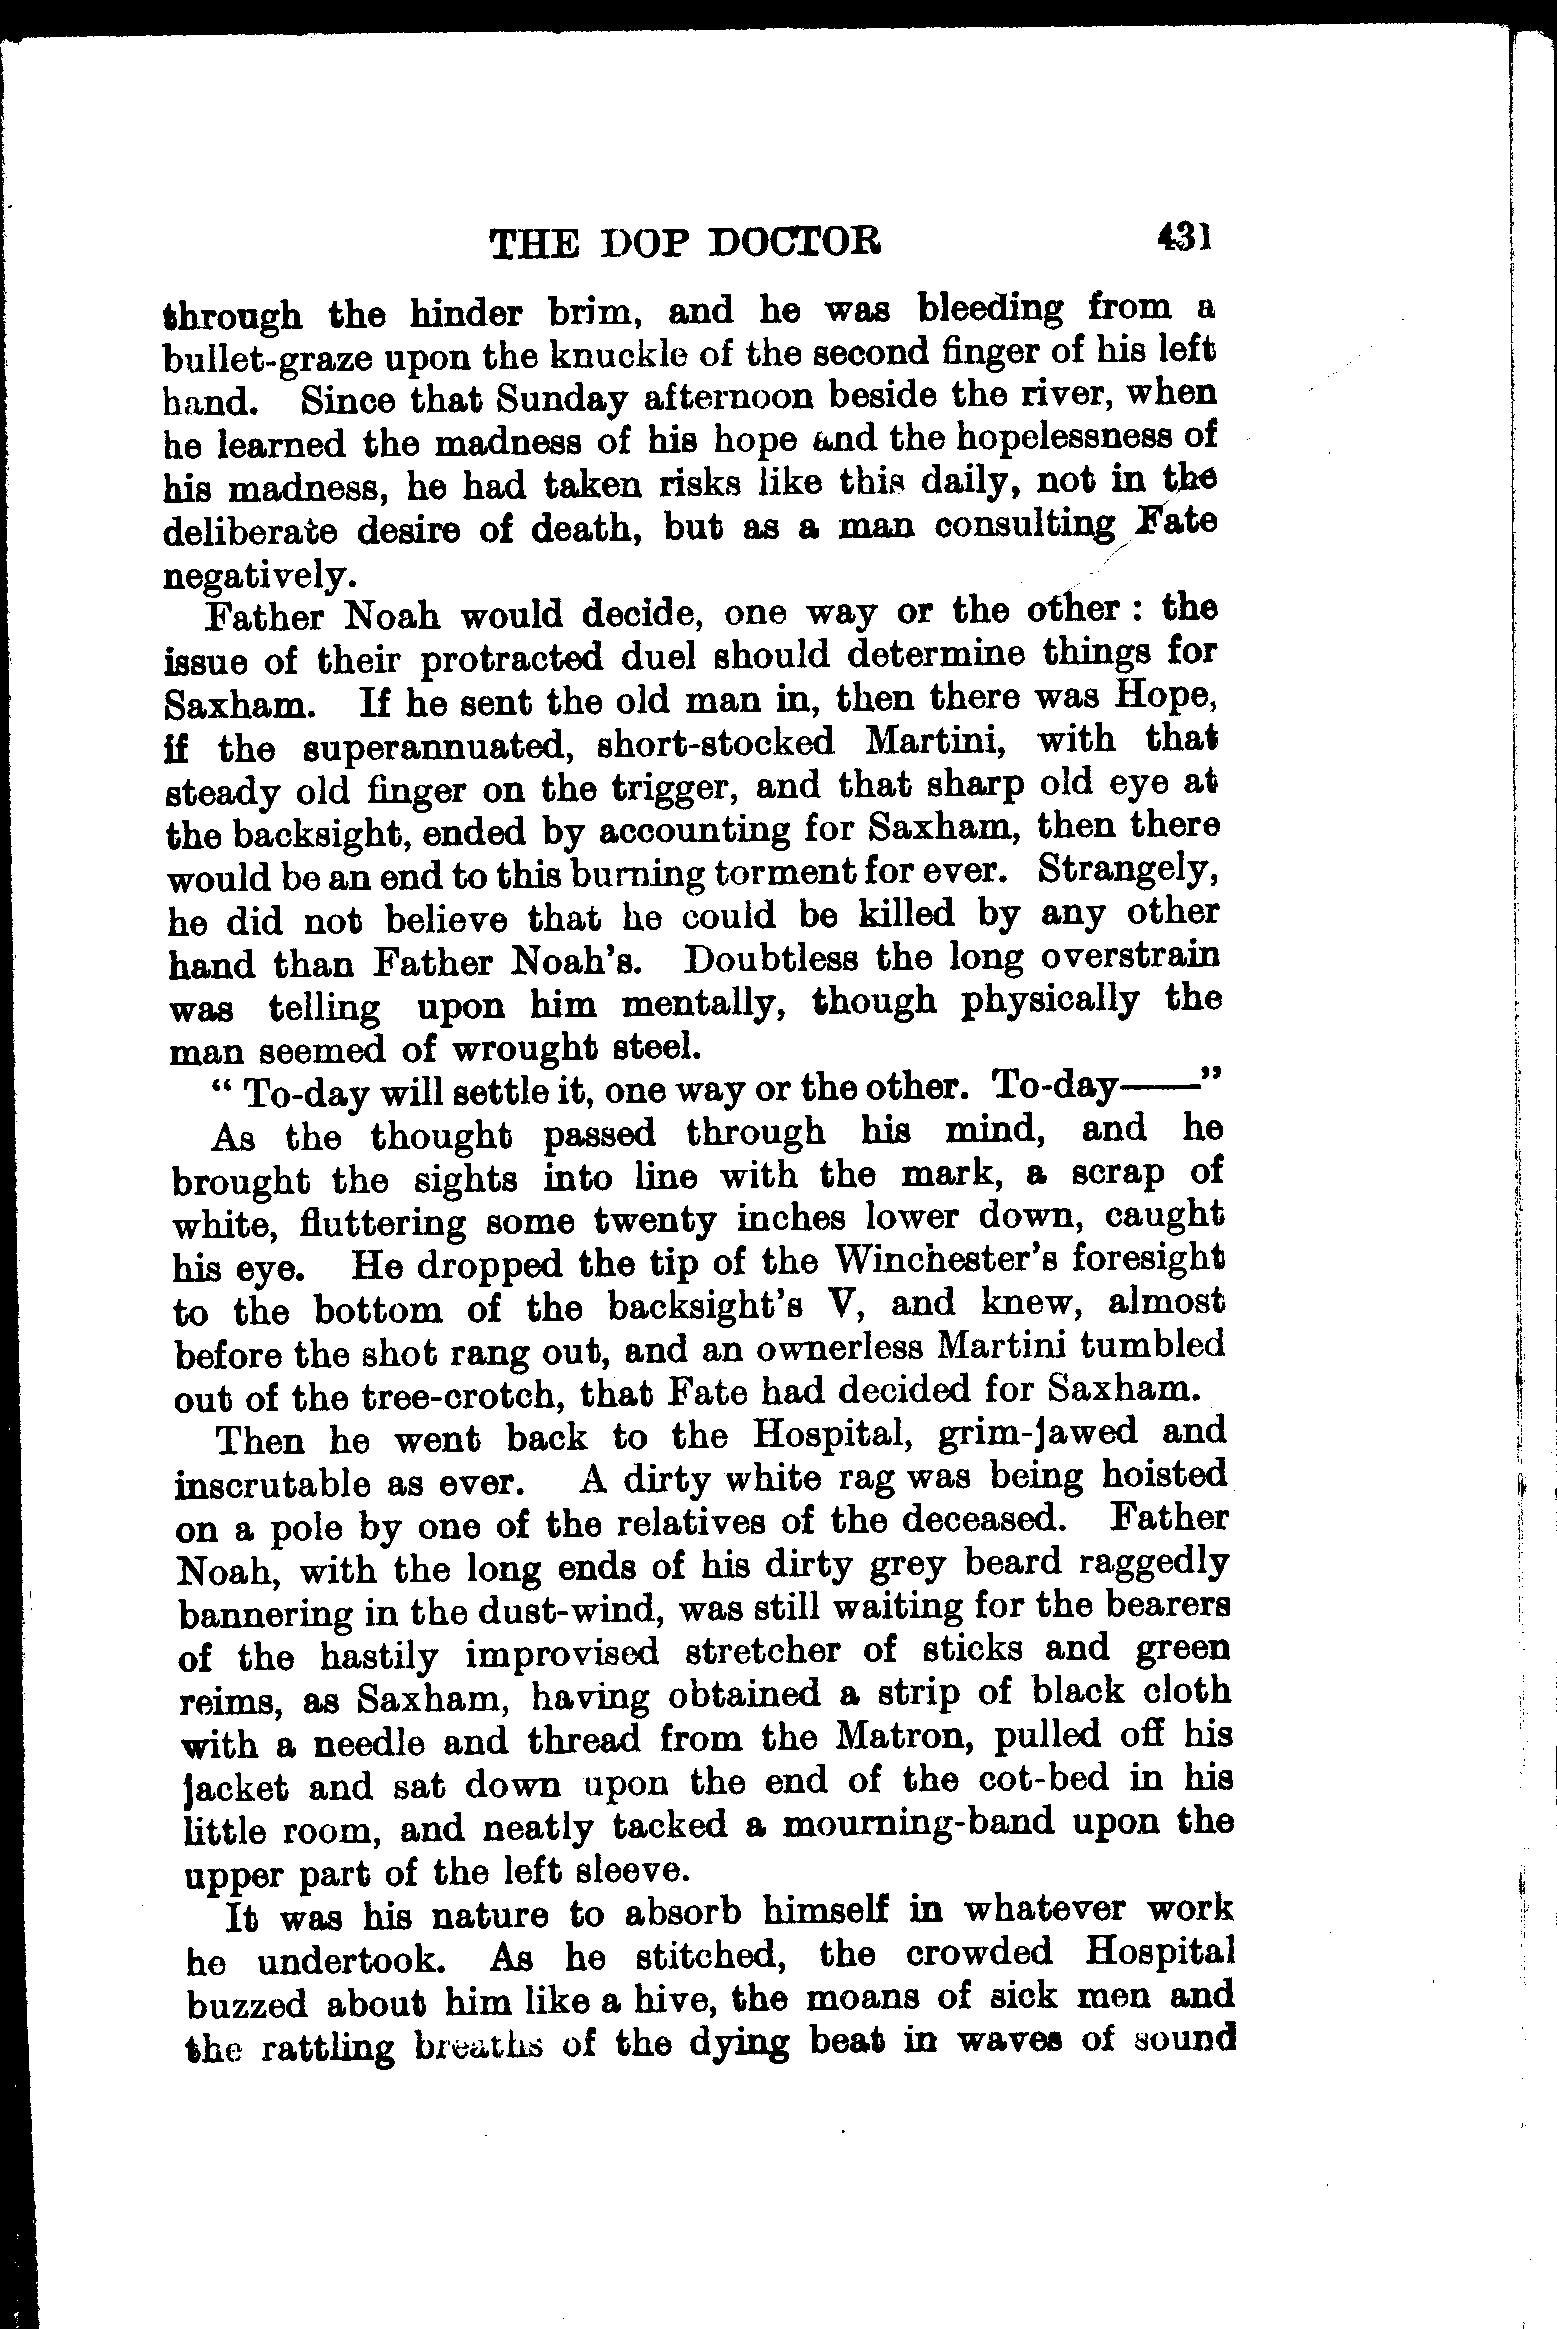 THE DOP DOCTOR 431
through the hinder brim, and he was bleeding from a
bullet-graze upon the knuckle of the second finger of his left
hand. Since that Sunday afternoon beside the river, when
he learned the madness of his hope and the hopelessness of
his madness, he had taken risks like this daily, not in the
deliberate desire of death, but as a man consulting Fate
negatively.
Father Noah would decide, one way or the other : the
issue of their protracted duel should determine things for
Saxham. If he sent the old man in, then there was Hope,
if the superannuated, short-stocked Martini, with that
steady old finger on the trigger, and that sharp old eye at
the backsight, ended by accounting for Saxham, then there
would be an end to this burning torment for ever. Strangely,
he did not believe that he could be killed by any other
hand than Father Noah's. Doubtless the long overstrain
was telling upon him mentally, though physically the
man seemed of wrought steel.
“ To-day will settle it, one way or the other. To-day——”
As the thought passed through his mind, and he
brought the sights into line with the mark, a scrap of
white, fluttering some twenty inches lower down, caught
his eye. He dropped the tip of the Winchester's foresight
to the bottom of the backsight's V, and knew, almost
before the shot rang out, and an ownerless Martini tumbled
out of the tree-crotch, that Fate had decided for Saxham.
Then he went back to the Hospital, grim-jawed and
inscrutable as ever. A dirty white rag was being hoisted
on a pole by one of the relatives of the deceased. Father
Noah, with the long ends of his dirty grey beard raggedly
bannering in the dust-wind, was still waiting for the bearers
of the hastily improvised stretcher of sticks and green
reims, as Saxham, having obtained a strip of black cloth
with a needle and thread from the Matron, pulled off his
jacket and sat down upon the end of the cot-bed in his
little room, and neatly tacked a mourning-band upon the
upper part of the left sleeve.
It was his nature to absorb himself in whatever work
he undertook. As he stitched, the crowded Hospital
buzzed about him like a hive, the moans of sick men and
the rattling breaths of the dying beat in waves of sound